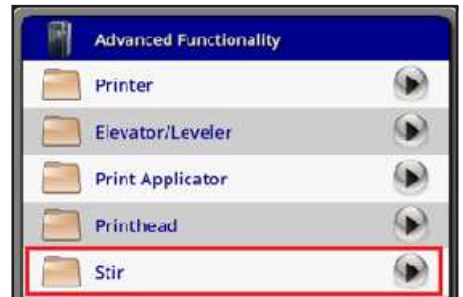 Advanced Functionality
Printer
Elevator/Leveler
Print Applicator
Printhead
Stir